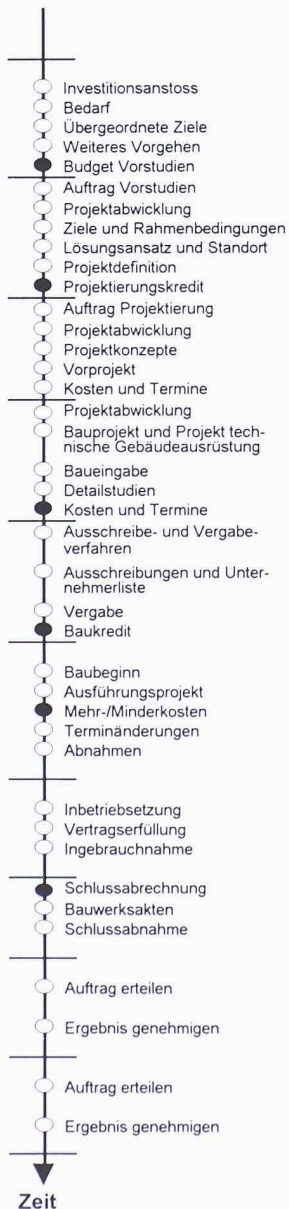 Investitionsanstoss
Bedarf
Übergeordnete Ziele
Weiteres Vorgehen
Budget Vorstudien
Auftrag Vorstudien
Projektabwicklung
Ziele und Rahmenbedingungen
Lösungsansatz und Standort
Projektdefinition
Projektierungskredit
Auftrag Projektierung
Projektabwicklung
Projektkonzepte
Vorprojekt
Kosten und Termine
Projektabwicklung
Bauprojekt und Projekt tech-
nische Gebäudeausrüstung
Baueingabe
Detailstudien
Kosten und Termine
Ausschreibe- und Vergabe-
verfahren
Ausschreibungen und Unter-
nehmerliste
Vergabe
Baukredit
Baubeginn
Ausführungsprojekt
Mehr-/Minderkosten
Terminänderungen
Abnahmen
Inbetriebsetzung
Vertragserfüllung
Ingebrauchnahme
Schlussabrechnung
Bauwerksakten
Schlussabnahme
Auftrag erteilen
Ergebnis genehmigen
Auftrag erteilen
Ergebnis genehmigen
Zeit